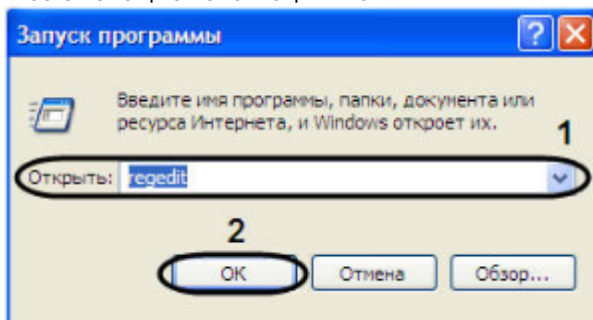 Запуск программы
Введите имя программы, папки, документа или
ресурса Интернета, и Windows откроет их.
1
Открыть: regedit
2
ОК Отмена Обзор...